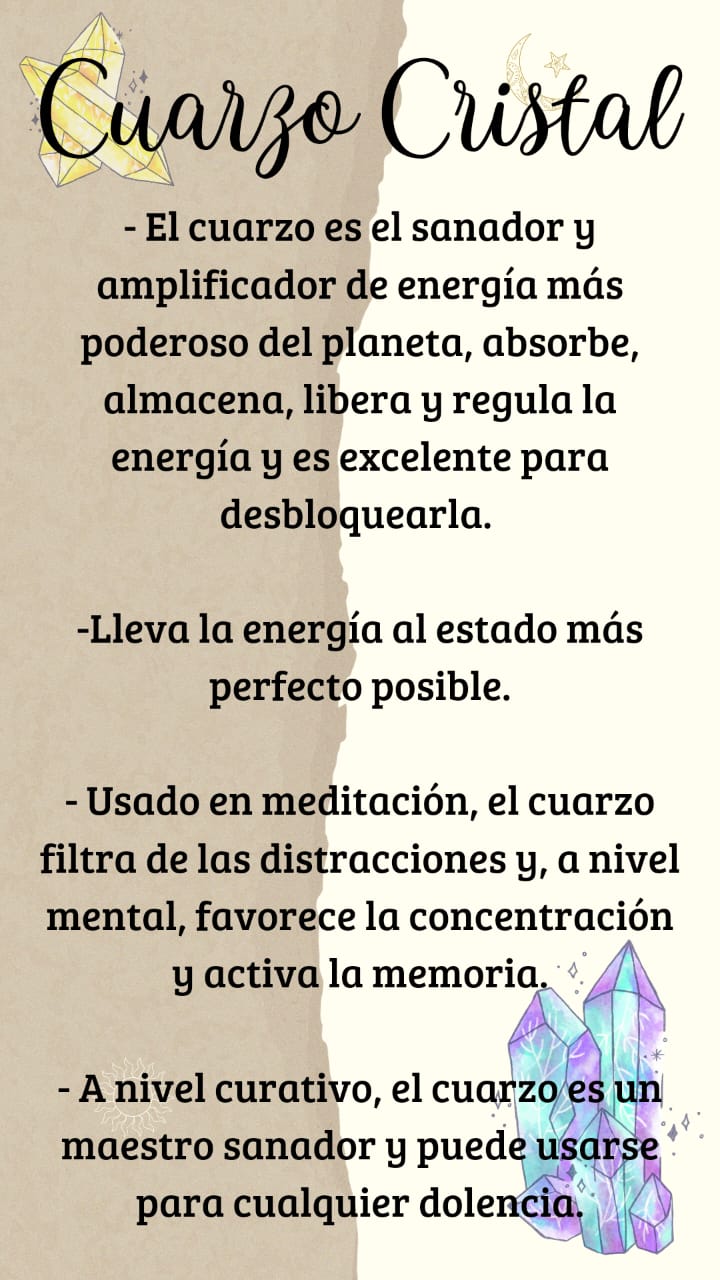 Cuarzo Cristal
- El cuarzo es el sanador y
amplificador de energía más
poderoso del planeta, absorbe,
almacena, libera y regula la
energía y es excelente para
desbloquearla.
-Lleva la energía al estado más
perfecto posible.
- Usado en meditación, el cuarzo
filtra de las distracciones y, a nivel
mental, favorece la concentración
y activa la memoria.
- A nivel curativo, el cuarzo es un
maestro sanador y puede usarse
para cualquier dolencia.